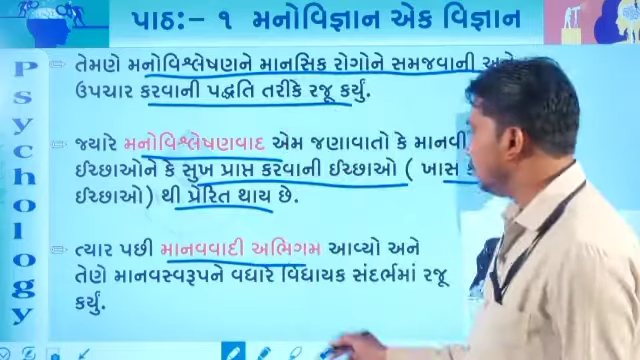 પાઠ:– ૧ મનોવિજ્ઞાન એક વિજ્ઞાન
Psychology
તેમણે મનોવિશ્લેષણને માનસિક રોગોને સમજવાની અને
ઉપચાર કરવાની પદ્ધતિ તરીકે રજૂ કર્યું.
જ્યારે મનોવિશ્લેષણવાદ એમ જણાવાતો કે માનવી
ઈચ્છાઓને કે સુખ પ્રાપ્ત કરવાની ઈચ્છાઓ ( ખાસ
ઈચ્છાઓ) થી પ્રેરિત થાય છે.
ત્યાર પછી માનવવાદી અભિગમ આવ્યો અને
તેણે માનવસ્વરૂપને વધારે વિધાયક સંદર્ભમાં રજૂ
કર્યું.